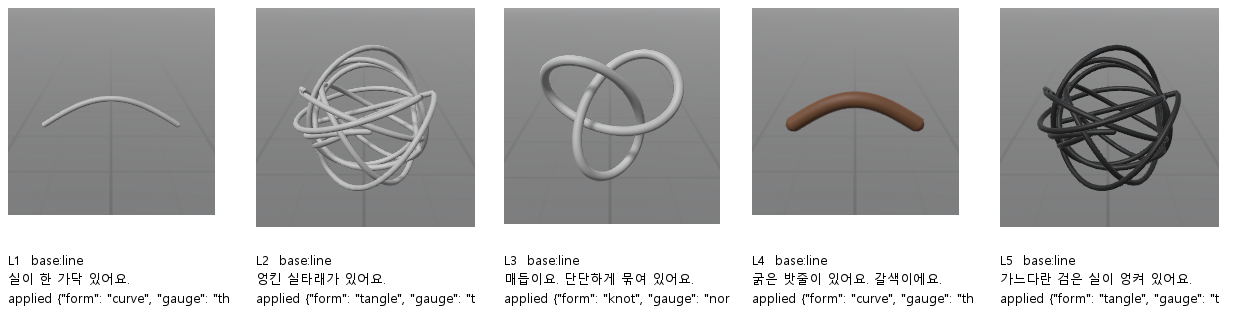 L1 base:line
실이 한 가닥 있어요.
applied {"form": "curve", "gauge": "th
L2 base:line
엉킨 실타래가 있어요.
applied {"form": "tangle", "gauge": "t
L3 base:line
매듭이요. 단단하게 묶여 있어요.
applied {"form": "knot", "gauge": "nor
L4 base:line
굵은 밧줄이 있어요. 갈색이에요.
applied {"form": "curve", "gauge": "th
L5 base:line
가느다란 검은 실이 엉켜 있어요.
applied {"form": "tangle", "gauge": "t